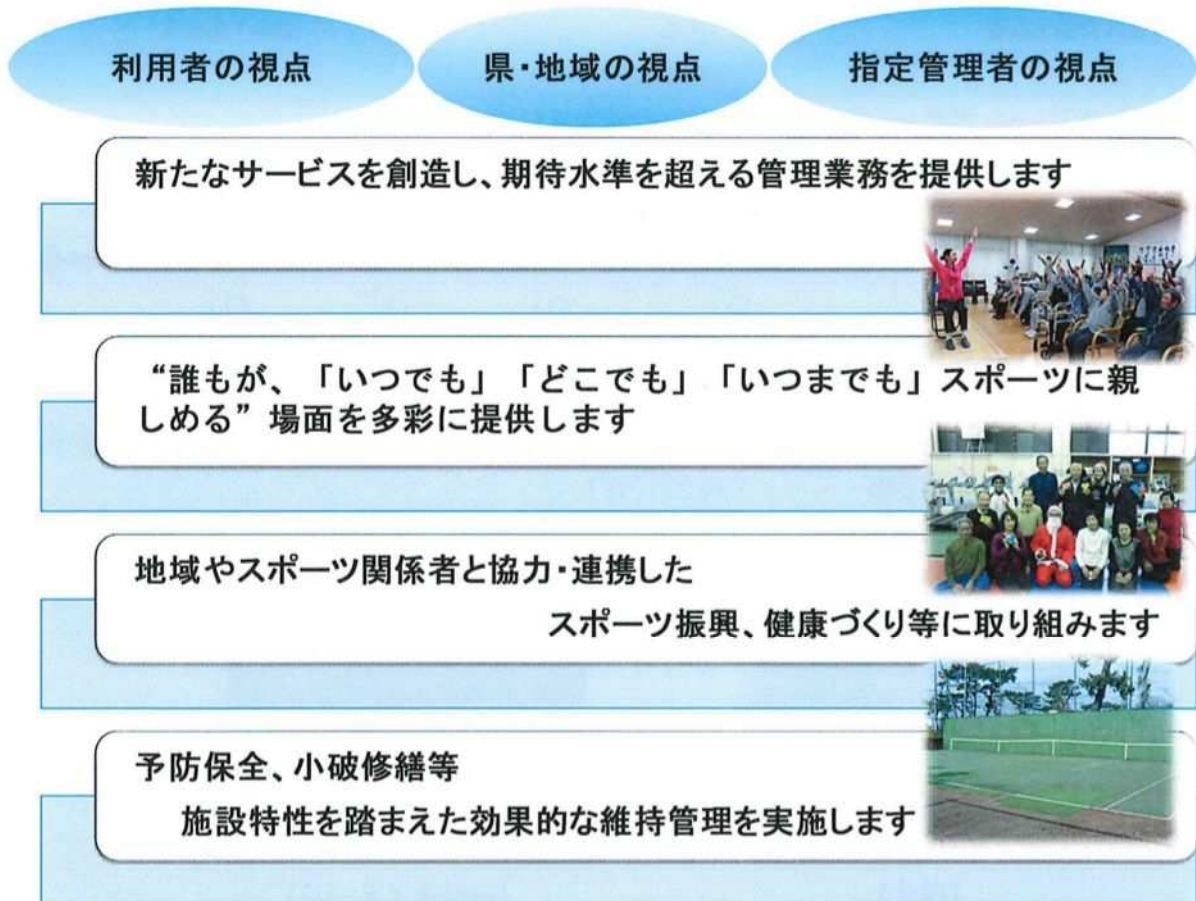 利用者の視点
県・地域の視点
指定管理者の視点
新たなサービスを創造し、期待水準を超える管理業務を提供します
“誰もが、「いつでも」「どこでも」「いつまでも」スポーツに親
しめる”場面を多彩に提供します
地域やスポーツ関係者と協力・連携した
スポーツ振興、健康づくり等に取り組みます
予防保全、小破修繕等
施設特性を踏まえた効果的な維持管理を実施します